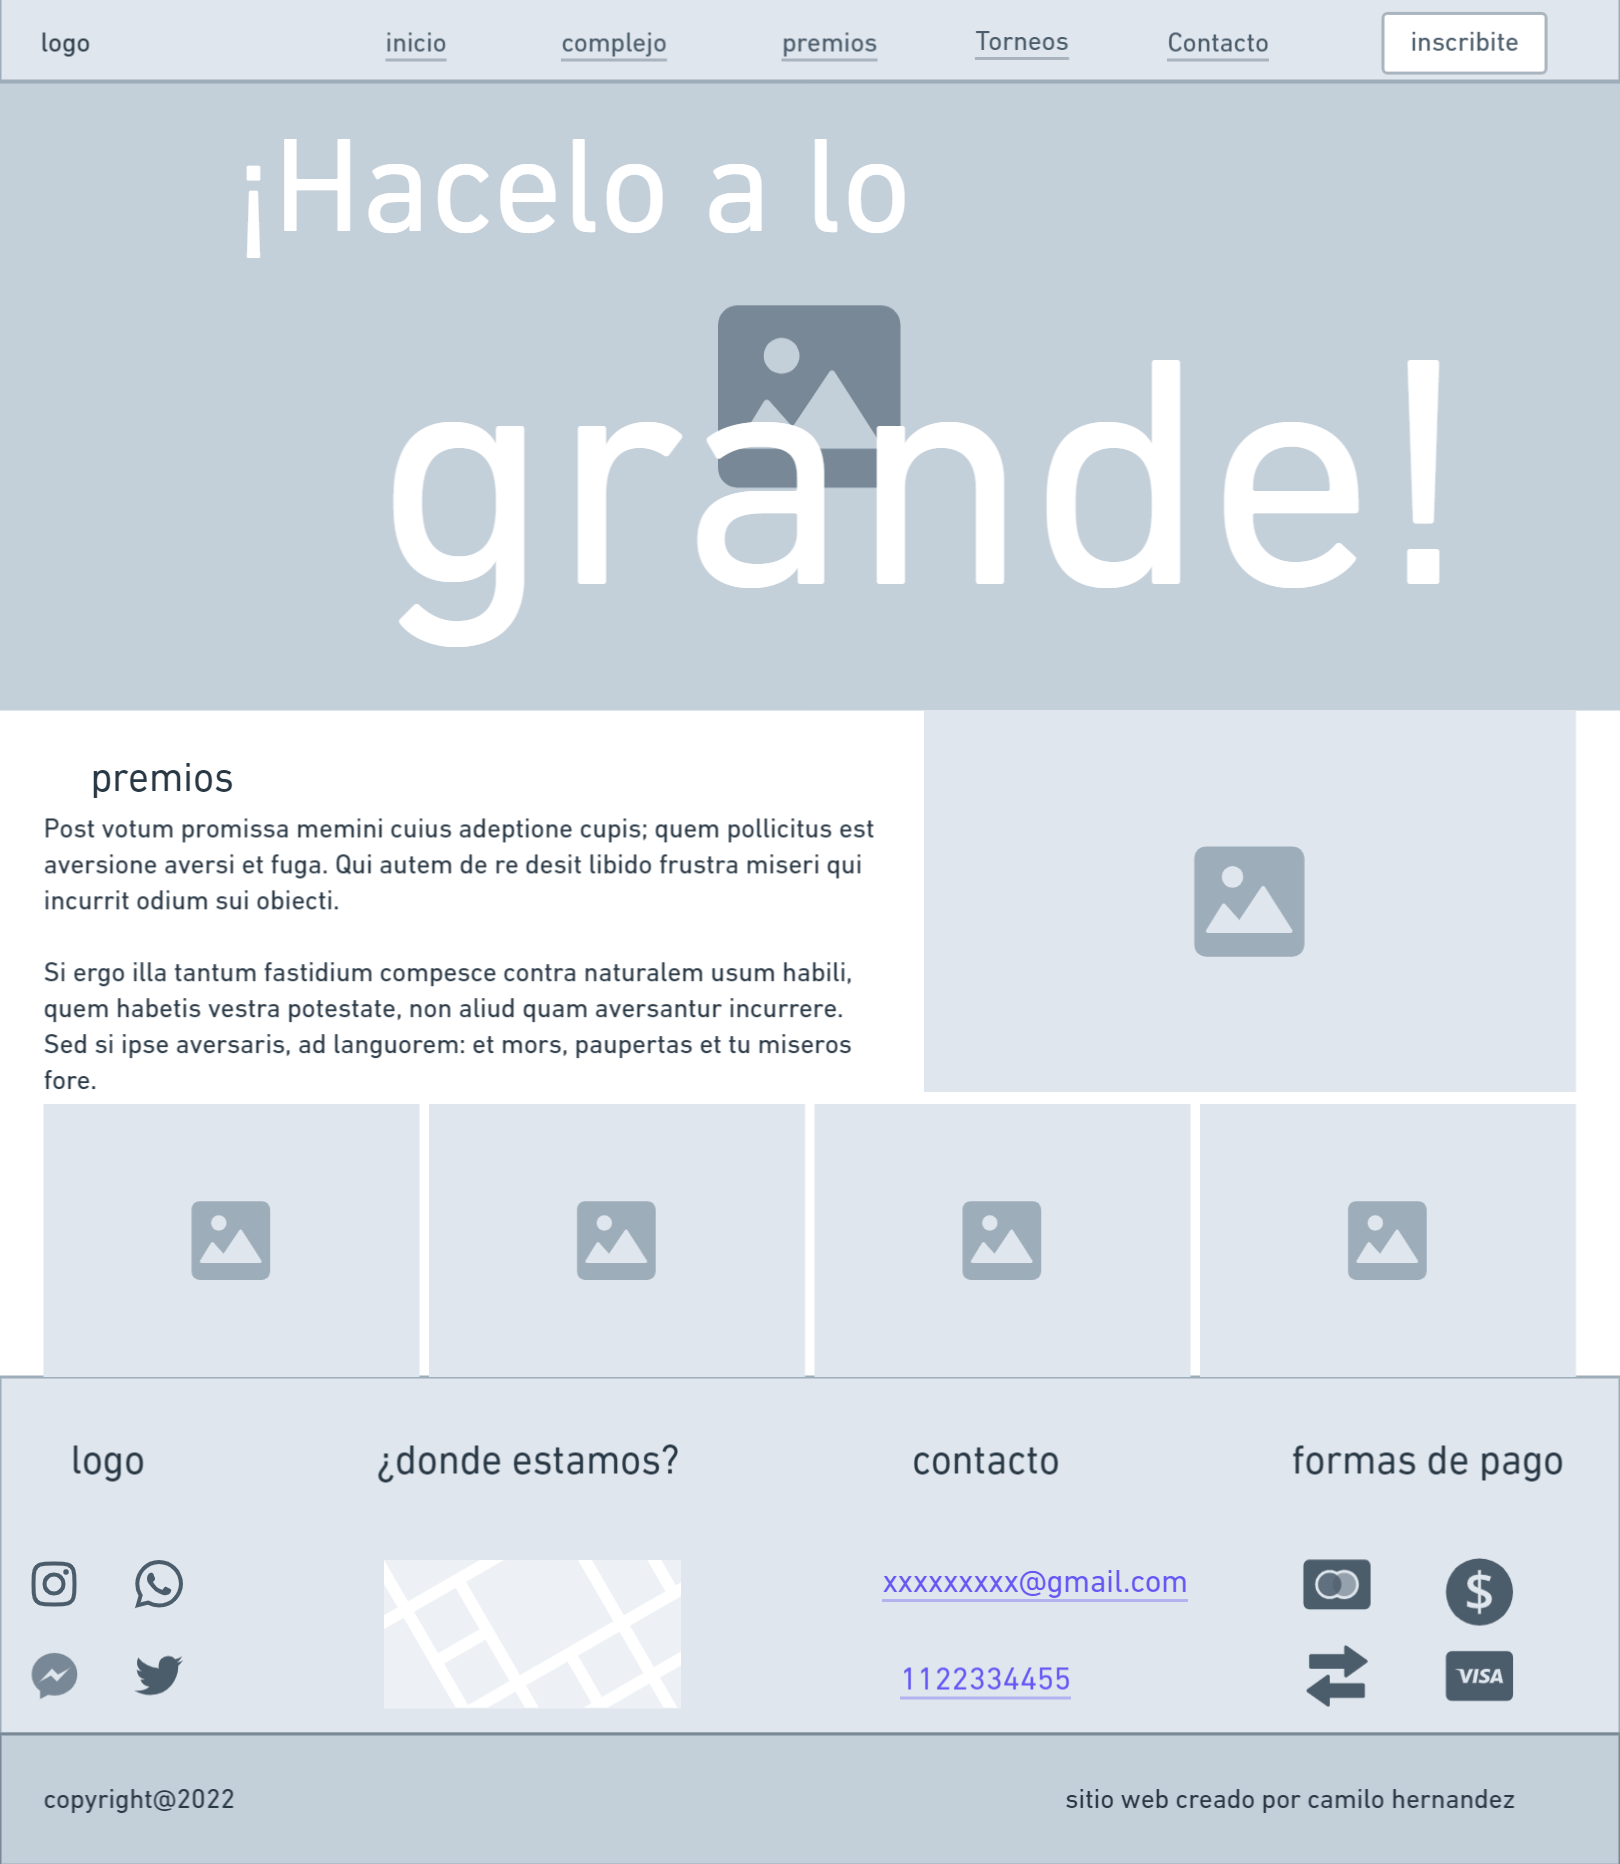 logo
inicio
complejo
premios
Torneos
Contacto
inscribite
¡Hacelo a lo
grande!
premios
Post votum promissa memini cuius adeptione cupis; quem pollicitus est
aversione aversi et fuga. Qui autem de re desit libido frustra miseri qui
incurrit odium sui obiecti.
Si ergo illa tantum fastidium compesce contra naturalem usum habili,
quem habetis vestra potestate, non aliud quam aversantur incurrere.
Sed si ipse aversaris, ad languorem: et mors, paupertas et tu miseros
fore.
logo
¿donde estamos?
contacto
xxxxxxxxx@gmail.com
1122334455
formas de pago
$
VISA
copyright@2022
sitio web creado por camilo hernandez